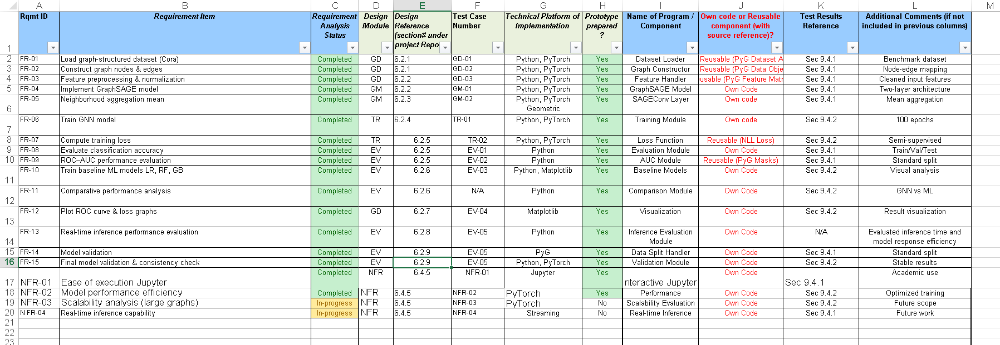 A B C D E F G H I J K L M
1 Rqmt ID Requirement Item Requirement Analysis Status Design Module Design Reference (section# under project Repo Test Case Number Technical Platform of Implementation Prototype prepared ? Name of Program / Component Own code or Reusable component (with source reference)? Test Results Reference Additional Comments (if not included in previous columns)
2 FR-01 Load graph-structured dataset (Cora) Completed GD 6.2.1 GD-01 Python, PyTorch Yes Dataset Loader Reusable (PyG Dataset A Sec 9.4.1 Benchmark dataset
3 FR-02 Construct graph nodes & edges Completed GD 6.2.1 GD-02 Python, PyTorch Yes Graph Constructor Reusable (PyG Data Obje Sec 9.4.1 Node-edge mapping
4 FR-03 Feature preprocessing & normalization Completed GD 6.2.2 GD-03 Python, PyTorch Yes Feature Handler eusable (PyG Feature Matr Sec 9.4.1 Cleaned input features
5 FR-04 Implement GraphSAGE model Completed GM 6.2.2 GM-01 Python, PyTorch Yes GraphSAGE Model Own Code Sec 9.4.1 Two-layer architecture
6 FR-05 Neighborhood aggregation mean Completed GM 6.2.3 GM-02 Python, PyTorch Geometric Yes SAGEConv Layer Own code Sec 9.4.1 Mean aggregation
7 FR-06 Train GNN model Completed TR 6.2.4 TR-01 Python, PyTorch Yes Training Module Own code Sec 9.4.2 100 epochs
8 FR-07 Compute training loss Completed TR 6.2.5 TR-02 Python, PyTorch Yes Loss Function Reusable (NLL Loss) Sec 9.4.2 Semi-supervised
9 FR-08 Evaluate classification accuracy Completed EV 6.2.5 EV-01 Python Yes Evaluation Module Own Code Sec 9.4.1 Train/Val/Test
10 FR-09 ROC–AUC performance evaluation Completed EV 6.2.5 EV-02 Python Yes AUC Module Reusable (PyG Masks) Sec 9.4.1 Standard split
11 FR-10 Train baseline ML models LR, RF, GB Completed EV 6.2.6 EV-03 Python, Matplotlib Yes Baseline Models Own Code Sec 9.4.2 Visual analysis
12 FR-11 Comparative performance analysis Completed EV 6.2.6 N/A Python Yes Comparison Module Own Code Sec 9.4.2 GNN vs ML
13 FR-12 Plot ROC curve & loss graphs Completed GD 6.2.7 EV-04 Matplotlib Yes Visualization Own Code Sec 9.4.2 Result visualization
14 FR-13 Real-time inference performance evaluation Completed EV 6.2.8 EV-05 Python Yes Inference Evaluation Module Own Code N/A Evaluated inference time and model response efficiency
15 FR-14 Model validation Completed EV 6.2.9 EV-05 PyG Yes Data Split Handler Own Code Sec 9.4.1 Standard split
16 FR-15 Final model validation & consistency check Completed EV 6.2.9 EV-05 Python, PyTorch Yes Validation Module Own Code Sec 9.4.2 Stable results
17 NFR-01 Ease of execution Jupyter Completed NFR 6.4.5 NFR-01 Jupyter Yes nteractive Jupyter Own Code Sec 9.4.1 Academic use
18 NFR-02 Model performance efficiency Completed NFR 6.4.5 NFR-02 PyTorch Yes Performance Own Code Sec 9.4.2 Optimized training
19 NFR-03 Scalability analysis (large graphs) In-progress NFR 6.4.5 NFR-03 PyTorch No Scalability Evaluation Own Code Sec 9.4.2 Future scope
20 N FR-04 Real-time inference capability In-progress NFR 6.4.5 NFR-04 Streaming No Real-time Inference Own Code Sec 9.4.1 Future work
21
22
23